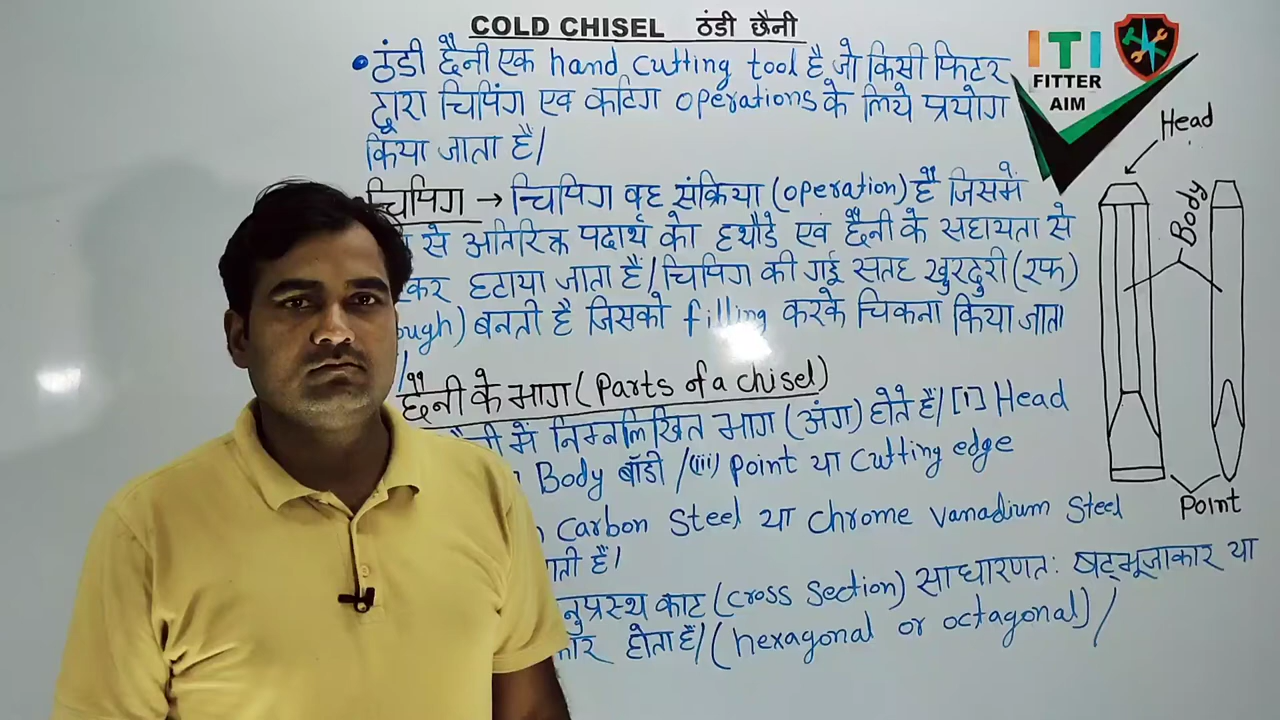 COLD CHISEL ठंडी छैनी
• ठंडी छैनी एक hand cutting tool है जो किसी फिटर
द्वारा चिपिंग एव कटिंग operations के लिये प्रयोग
किया जाता है/
चिपिंग → चिपिंग वह संक्रिया (operation) है जिसमें
से अतिरिक्त पदार्थ को हथौडे एवं छैनी के सहायता से
कर हटाया जाता है/ चिपिंग की गई सतह खुरदुरी (रफ)
ough) बनती है जिसको filling करके चिकना किया जाता
/
छैनी के भाग (Parts of a chisel)
में निम्नलिखित भाग (अंग) होते हैं/ [i] Head
Body बॉडी /(iii) Point या Cutting edge
Carbon Steel या Chrome Vanadium Steel
ाती हैं/
नुप्रस्थ काट (Cross Section) साधारणतः षट्भूजाकार या
कार होता है/ (hexagonal or octagonal) /
ITI
FITTER
AIM
Head
Body
Point